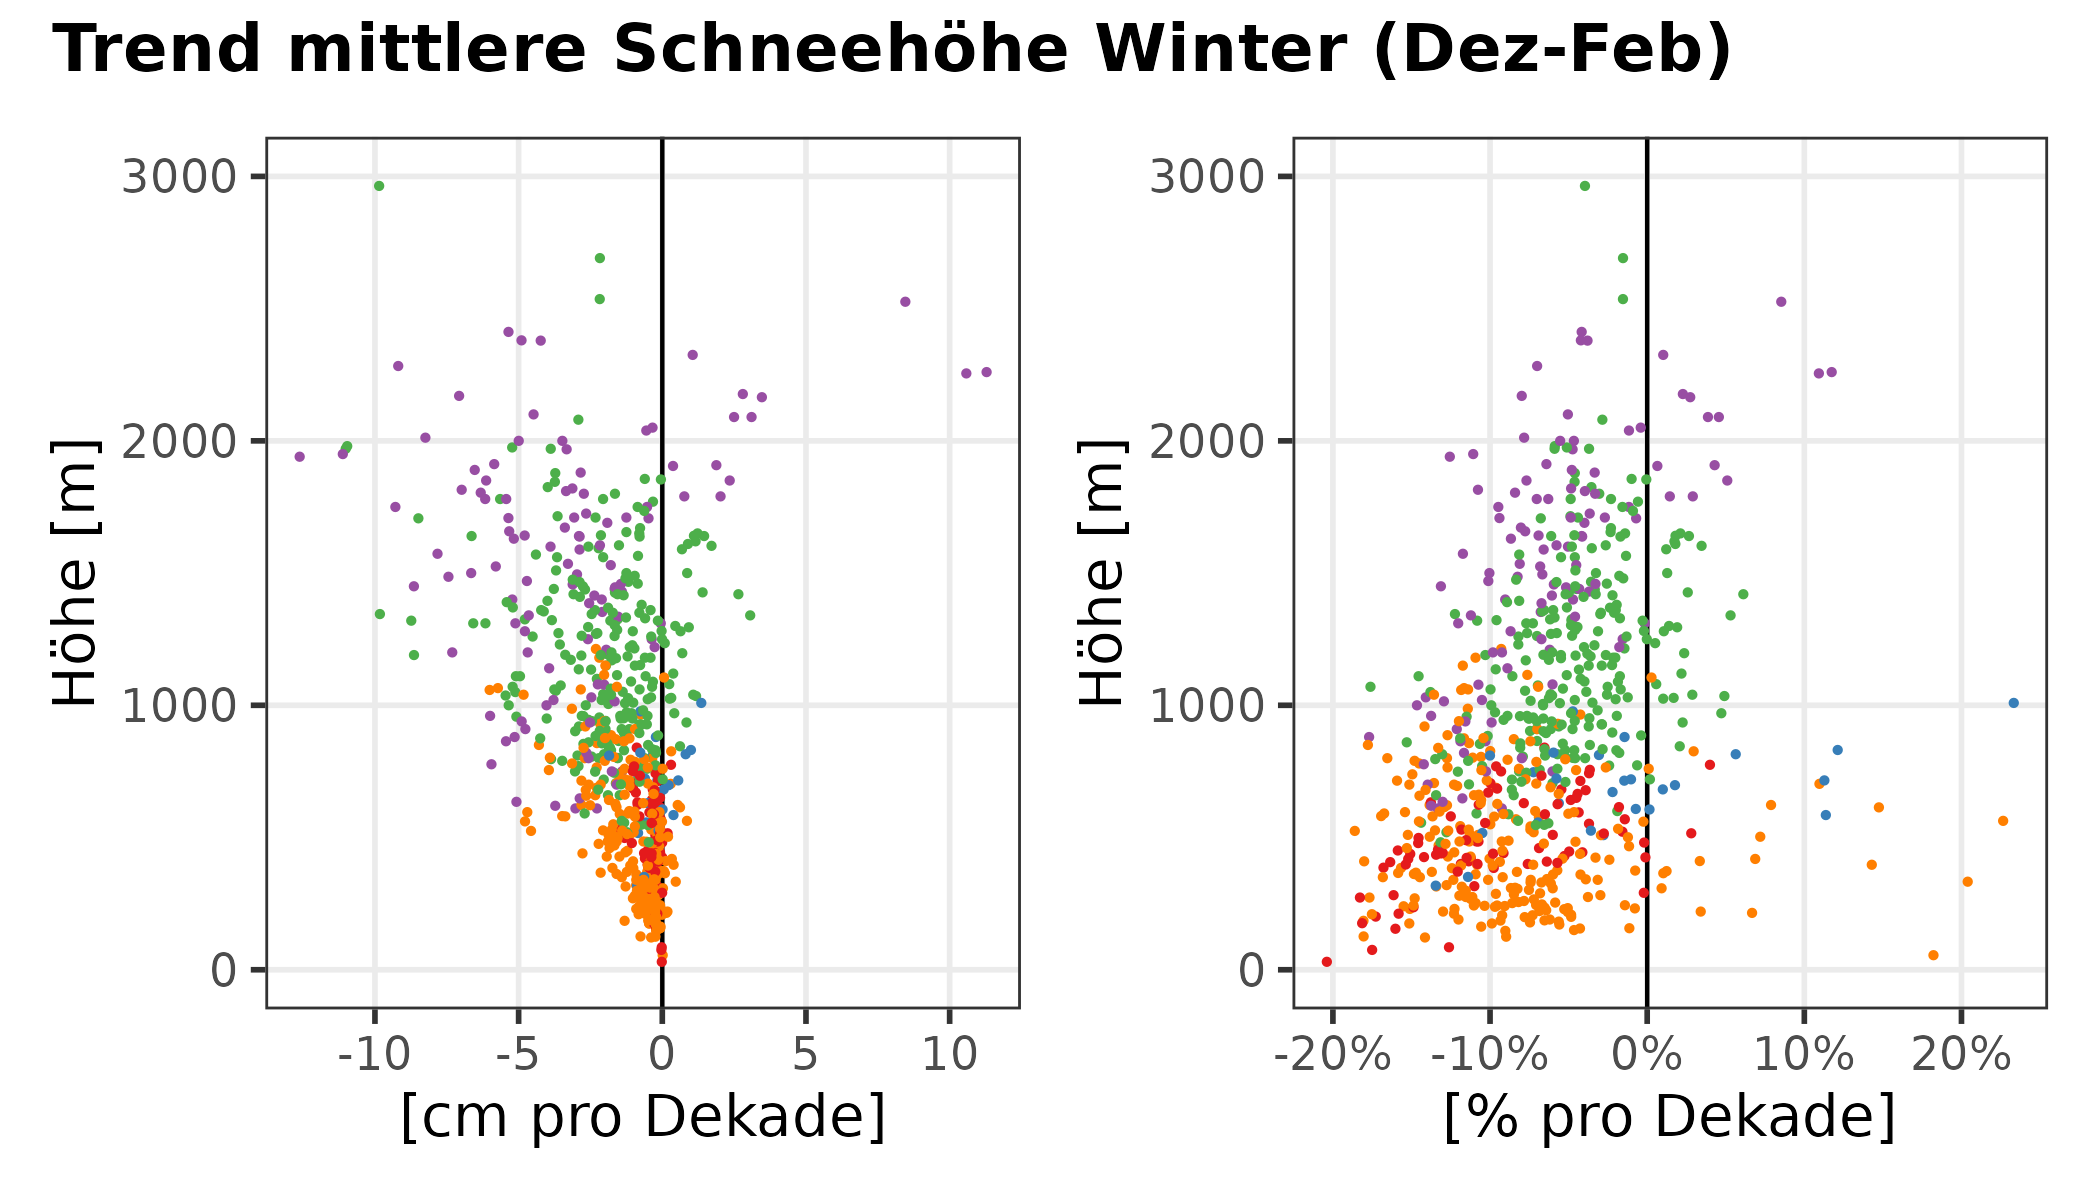 Trend mittlere Schneehöhe Winter (Dez-Feb)
Höhe [m]
3000
2000
1000
0
-10 -5 0 5 10
[cm pro Dekade]
Höhe [m]
3000
2000
1000
0
-20% -10% 0% 10% 20%
[% pro Dekade]